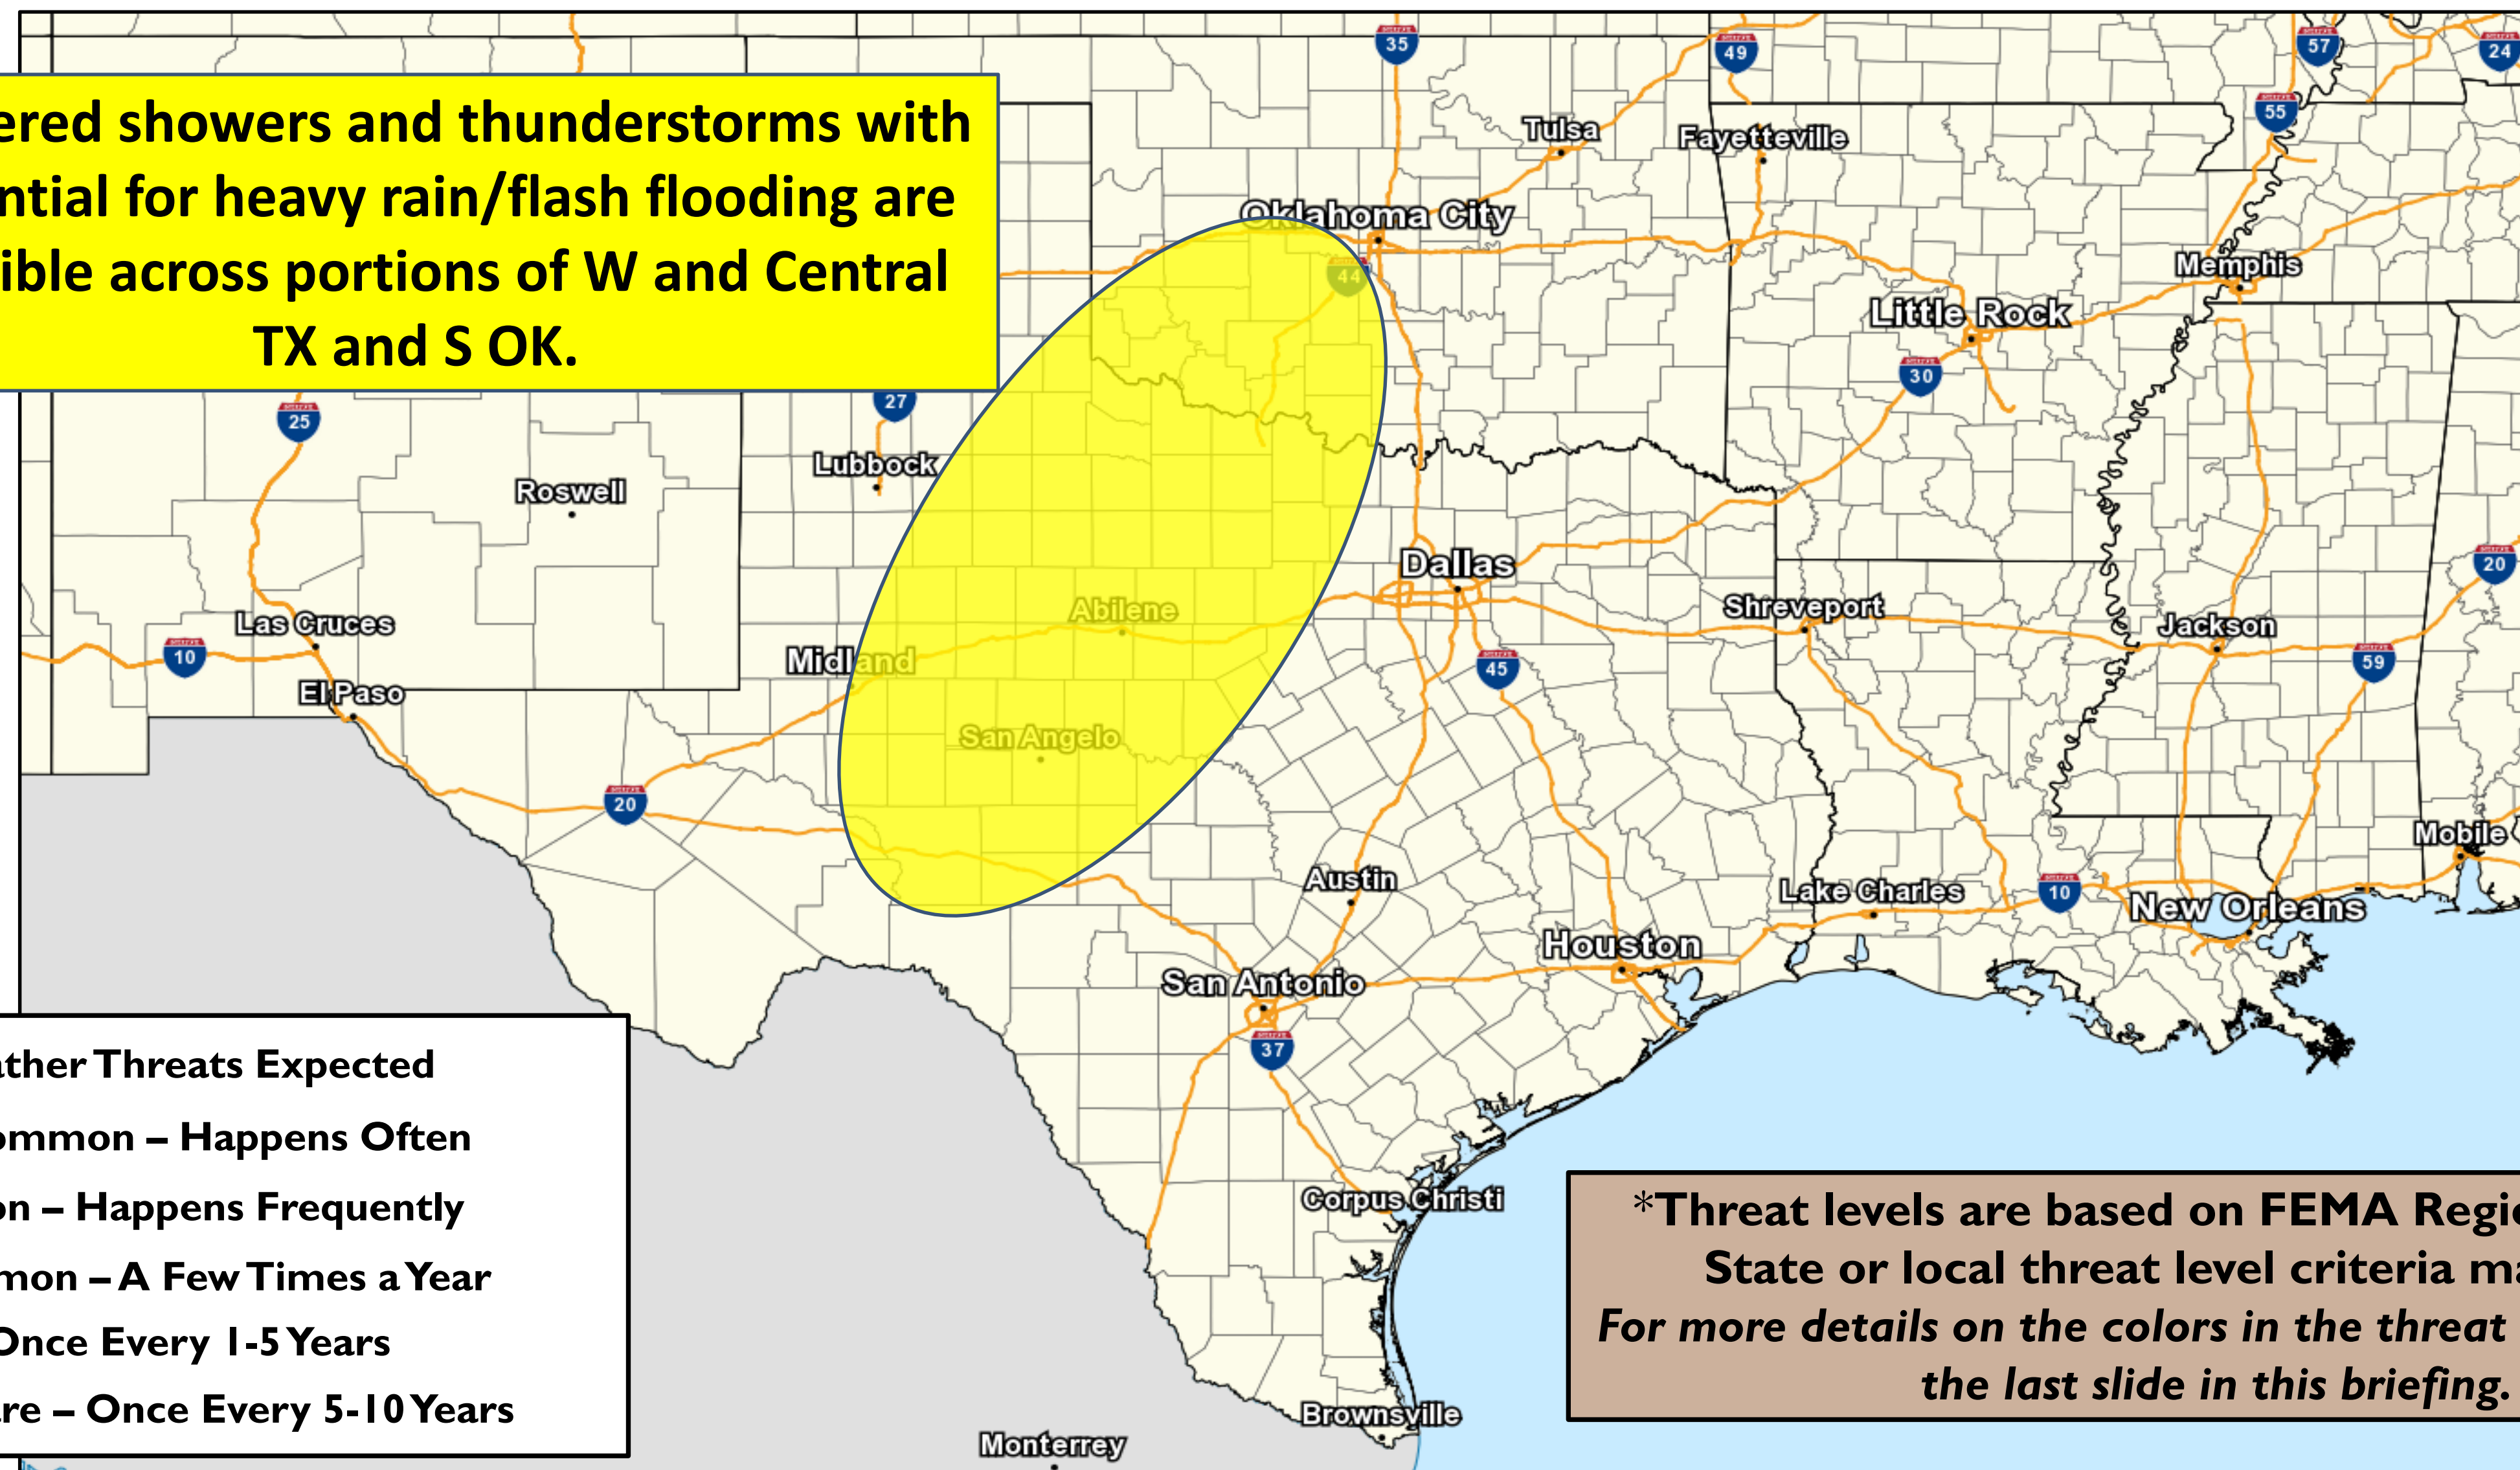 ered showers and thunderstorms with
ntial for heavy rain/flash flooding are
ible across portions of W and Central
TX and S OK.
35
49
57
24
55
Tulsa
Fayetteville
Oklahoma City
44
Memphis
Little Rock
30
25
27
Lubbock
Roswell
Dallas
20
Abilene
Shreveport
Las Cruces
Jackson
10
Midland
45
59
El Paso
San Angelo
20
Mobile
Austin
Lake Charles
10
New Orleans
Houston
San Antonio
37
Corpus Christi
Brownsville
Monterrey
ather Threats Expected
ommon – Happens Often
on – Happens Frequently
mon – A Few Times a Year
Once Every 1-5 Years
re – Once Every 5-10 Years
*Threat levels are based on FEMA Regi
State or local threat level criteria ma
For more details on the colors in the threat
the last slide in this briefing.